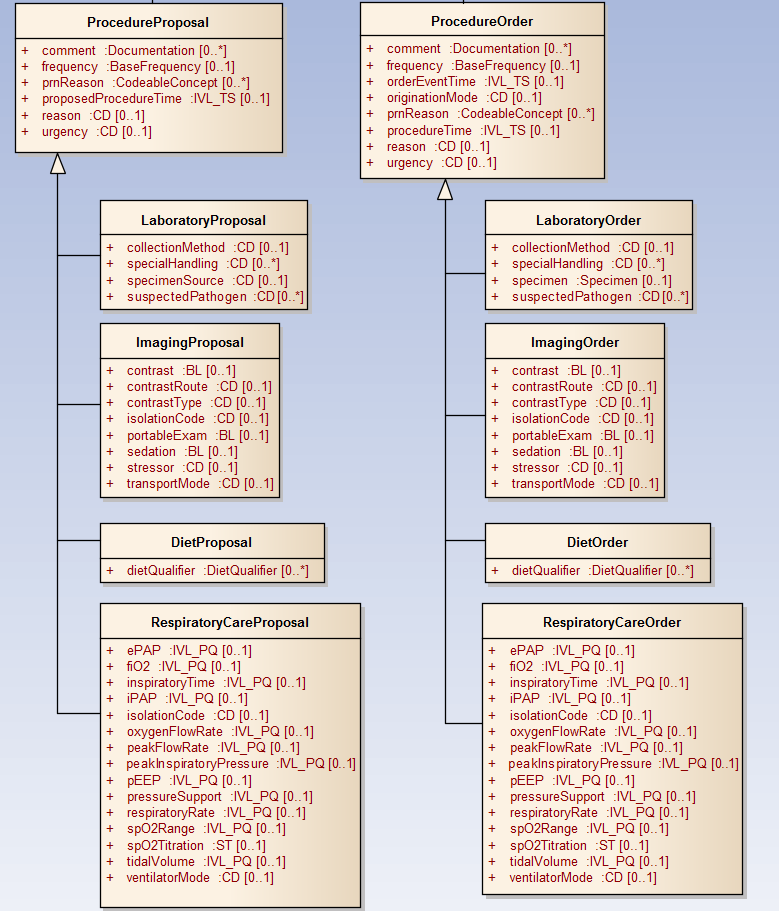 ProcedureProposal
+ comment :Documentation [0..*]
+ frequency :BaseFrequency [0..1]
+ prnReason :CodeableConcept [0..*]
+ proposedProcedureTime :IVL_TS [0..1]
+ reason :CD [0..1]
+ urgency :CD [0..1]
ProcedureOrder
+ comment :Documentation [0..*]
+ frequency :BaseFrequency [0..1]
+ orderEventTime :IVL_TS [0..1]
+ originationMode :CD [0..1]
+ prnReason :CodeableConcept [0..*]
+ procedureTime :IVL_TS [0..1]
+ reason :CD [0..1]
+ urgency :CD [0..1]
LaboratoryProposal
+ collectionMethod :CD [0..1]
+ specialHandling :CD [0..*]
+ specimenSource :CD [0..1]
+ suspectedPathogen :CD [0..*]
LaboratoryOrder
+ collectionMethod :CD [0..1]
+ specialHandling :CD [0..*]
+ specimen :Specimen [0..1]
+ suspectedPathogen :CD [0..*]
ImagingProposal
+ contrast :BL [0..1]
+ contrastRoute :CD [0..1]
+ contrastType :CD [0..1]
+ isolationCode :CD [0..1]
+ portableExam :BL [0..1]
+ sedation :BL [0..1]
+ stressor :CD [0..1]
+ transportMode :CD [0..1]
ImagingOrder
+ contrast :BL [0..1]
+ contrastRoute :CD [0..1]
+ contrastType :CD [0..1]
+ isolationCode :CD [0..1]
+ portableExam :BL [0..1]
+ sedation :BL [0..1]
+ stressor :CD [0..1]
+ transportMode :CD [0..1]
DietProposal
+ dietQualifier :DietQualifier [0..*]
DietOrder
+ dietQualifier :DietQualifier [0..*]
RespiratoryCareProposal
+ ePAP :IVL_PQ [0..1]
+ fiO2 :IVL_PQ [0..1]
+ inspiratoryTime :IVL_PQ [0..1]
+ iPAP :IVL_PQ [0..1]
+ isolationCode :CD [0..1]
+ oxygenFlowRate :IVL_PQ [0..1]
+ peakFlowRate :IVL_PQ [0..1]
+ peakInspiratoryPressure :IVL_PQ [0..1]
+ pEEP :IVL_PQ [0..1]
+ pressureSupport :IVL_PQ [0..1]
+ respiratoryRate :IVL_PQ [0..1]
+ spO2Range :IVL_PQ [0..1]
+ spO2Titration :ST [0..1]
+ tidalVolume :IVL_PQ [0..1]
+ ventilatorMode :CD [0..1]
RespiratoryCareOrder
+ ePAP :IVL_PQ [0..1]
+ fiO2 :IVL_PQ [0..1]
+ inspiratoryTime :IVL_PQ [0..1]
+ iPAP :IVL_PQ [0..1]
+ isolationCode :CD [0..1]
+ oxygenFlowRate :IVL_PQ [0..1]
+ peakFlowRate :IVL_PQ [0..1]
+ peakInspiratoryPressure :IVL_PQ [0..1]
+ pEEP :IVL_PQ [0..1]
+ pressureSupport :IVL_PQ [0..1]
+ respiratoryRate :IVL_PQ [0..1]
+ spO2Range :IVL_PQ [0..1]
+ spO2Titration :ST [0..1]
+ tidalVolume :IVL_PQ [0..1]
+ ventilatorMode :CD [0..1]